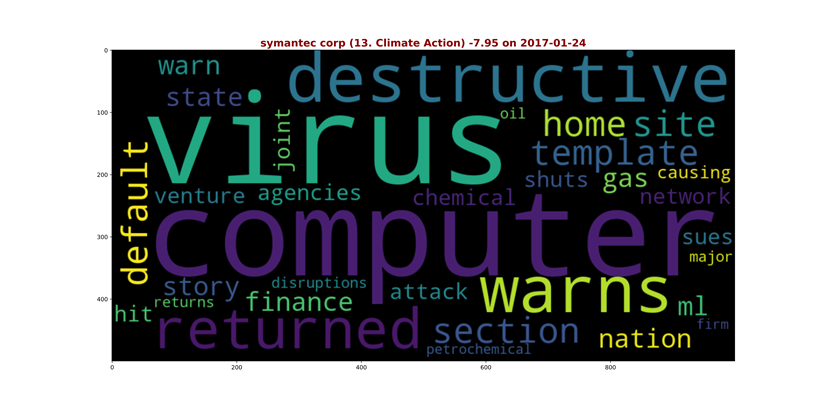 symantec corp (13. Climate Action) -7.95 on 2017-01-24
0
100
200
300
400
0
200
400
600
800
warn
destructive
state
virus
joint
oil
home
site
template
default
shuts
gas
causing
venture
agencies
chemical
network
computer
sues
major
story
disruptions
attack
warns
ml
hit
returns
finance
returned
section
nation
firm
petrochemical